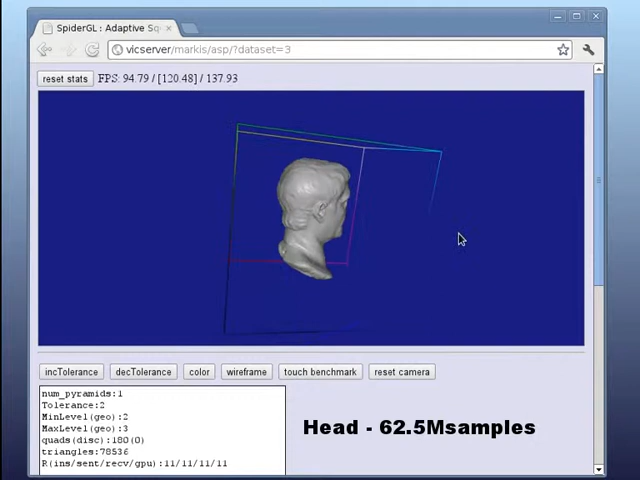 SpiderGL : Adaptive Sq
vicserver/markis/asp/?dataset=3
reset stats FPS: 94.79 / [120.48] / 137.93
incTolerance decTolerance color wireframe touch benchmark reset camera
num_pyramids:1
Tolerance:2
MinLevel(geo):2
MaxLevel(geo):3
quads(disc):180(0)
triangles:78536
R(ins/sent/recv/gpu):11/11/11/11
Head - 62.5Msamples